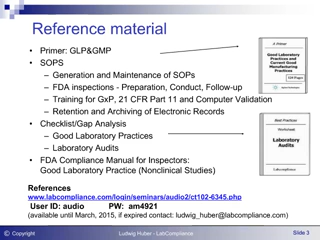 Reference material
• Primer: GLP&GMP
• SOPS
– Generation and Maintenance of SOPs
– FDA inspections - Preparation, Conduct, Follow-up
– Training for GxP, 21 CFR Part 11 and Computer Validation
– Retention and Archiving of Electronic Records
• Checklist/Gap Analysis
– Good Laboratory Practices
– Laboratory Audits
• FDA Compliance Manual for Inspectors:
Good Laboratory Practice (Nonclinical Studies)
A Primer
Good Laboratory
Practices and
Current Good
Manufacturing
Practices
Best Practices
Worksheet
Laboratory
Audits
References
www.labcompliance.com/login/seminars/audio2/ct102-6345.php
User ID: audio PW: am4921
(available until March, 2015, if expired contact: ludwig_huber@labcompliance.com)
© Copyright
Ludwig Huber - LabCompliance
Slide 3